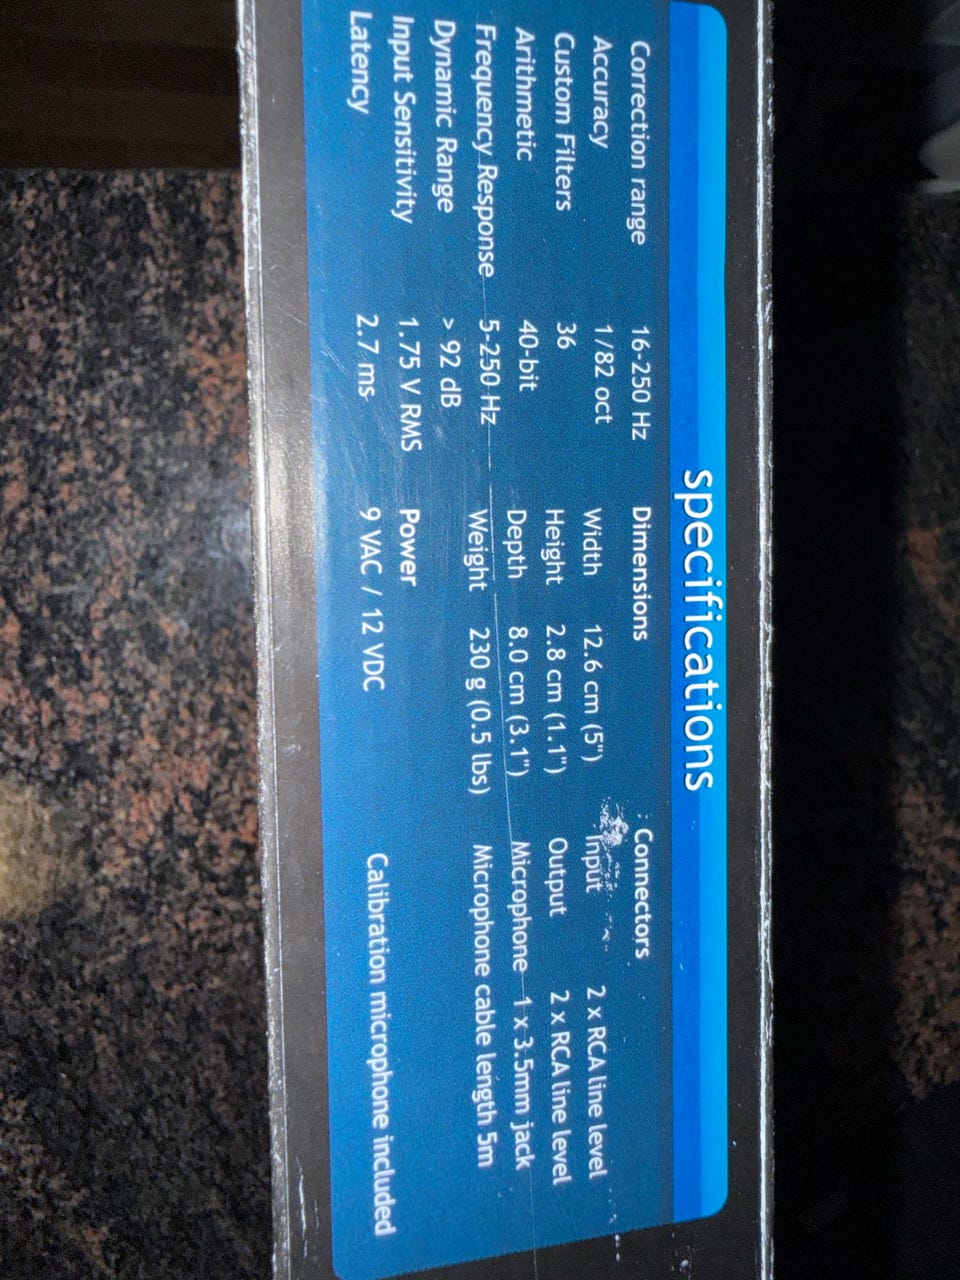 specifications
Correction range 16-250 Hz
Accuracy 1/82 oct
Custom Filters 36
Arithmetic 40-bit
Frequency Response 5-250 Hz
Dynamic Range > 92 dB
Input Sensitivity 1.75 V RMS
Latency 2.7 ms
Dimensions
Width 12.6 cm (5")
Height 2.8 cm (1.1")
Depth 8.0 cm (3.1")
Weight 230 g (0.5 lbs)
Power
9 VAC / 12 VDC
Connectors
Input 2 x RCA line level
Output 2 x RCA line level
Microphone 1 x 3.5mm jack
Microphone cable length 5m
Calibration microphone included